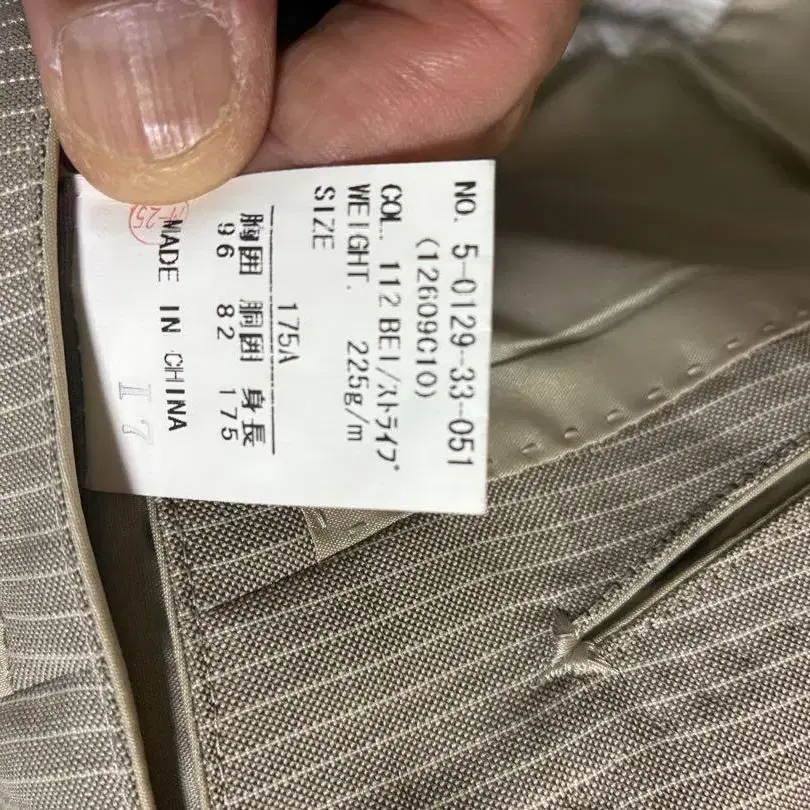 NO. 5-0129-33-051
(12609C10)
COL. 112 BEI/ストライプ
WEIGHT. 225g/m
SIZE
175A
胸囲 胴囲 身長
96 82 175
MADE IN CHINA
17